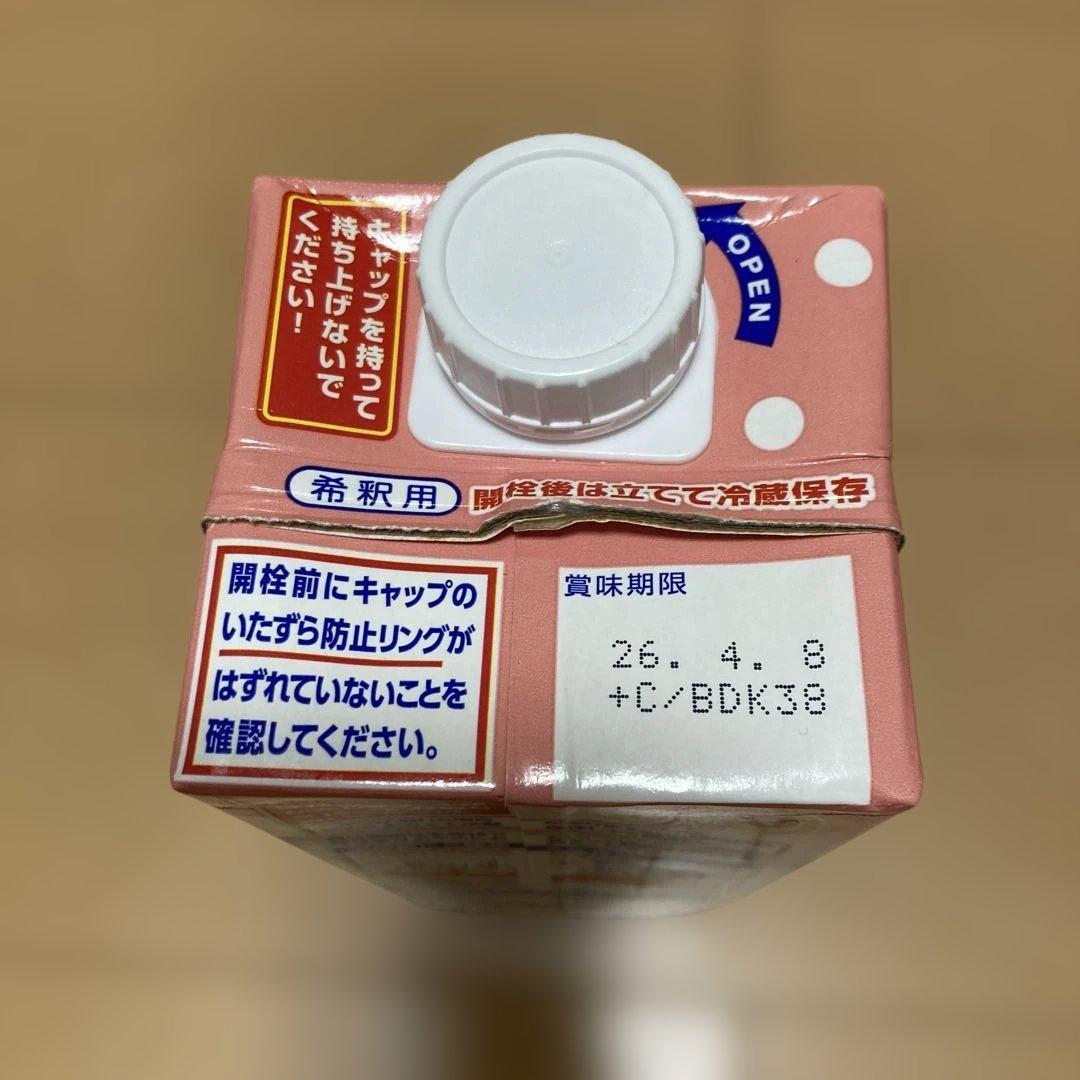 キャップを持って
持ち上げないで
ください！
OPEN
希釈用
開栓後は立てて冷蔵保存
開栓前にキャップの
いたずら防止リングが
はずれていないことを
確認してください。
賞味期限
26. 4. 8
+C/BDK38